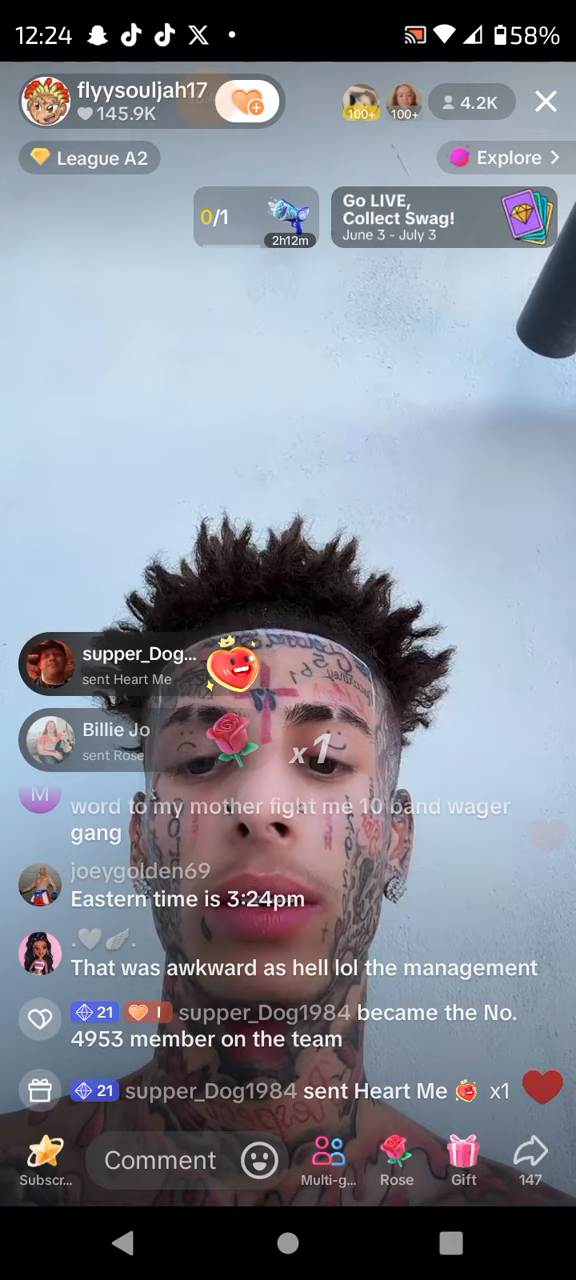 12:24 58%
flyysouljah17
145.9K
100+ 100+ 4.2K
League A2 Explore >
0/1
2h12m
Go LIVE,
Collect Swag!
June 3 - July 3
supper_Dog...
sent Heart Me
Billie Jo
sent Rose
x1
M
word to my mother fight me 10 band wager
gang
joeygolden69
Eastern time is 3:24pm
That was awkward as hell lol the management
21 I supper_Dog1984 became the No.
4953 member on the team
21 supper_Dog1984 sent Heart Me x1
Comment
Subscr... Multi-g... Rose Gift 147